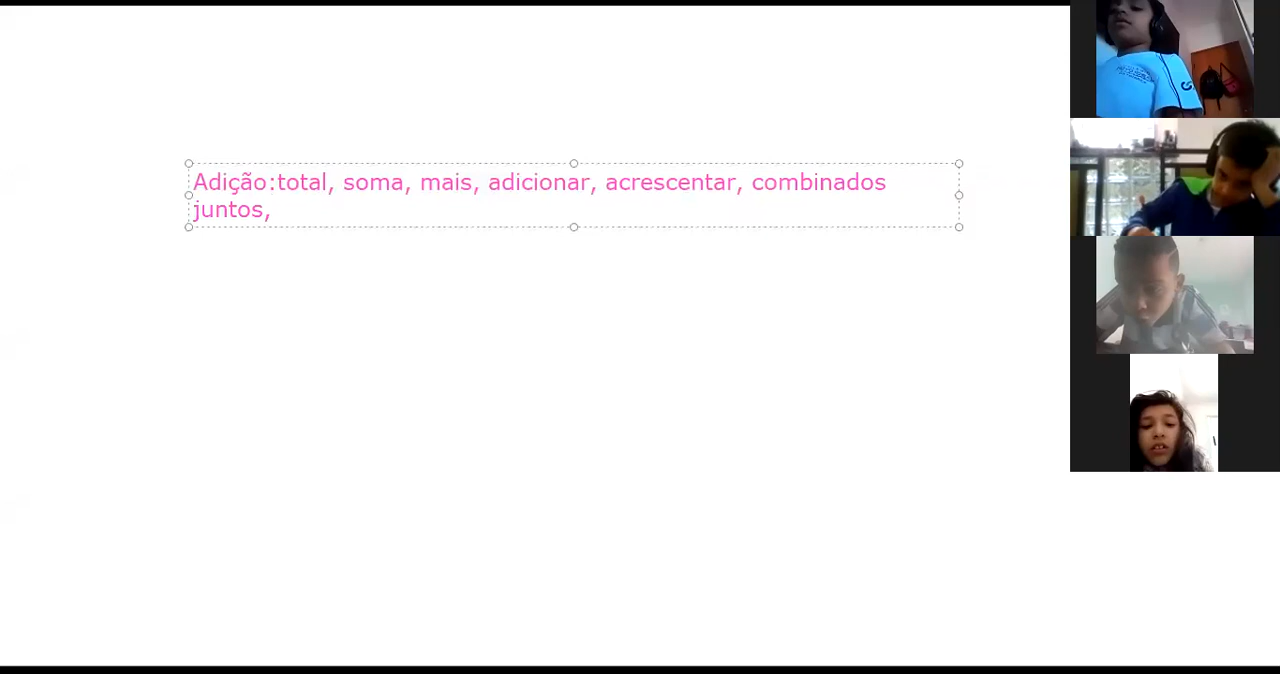 Adição:total, soma, mais, adicionar, acrescentar, combinados
juntos,